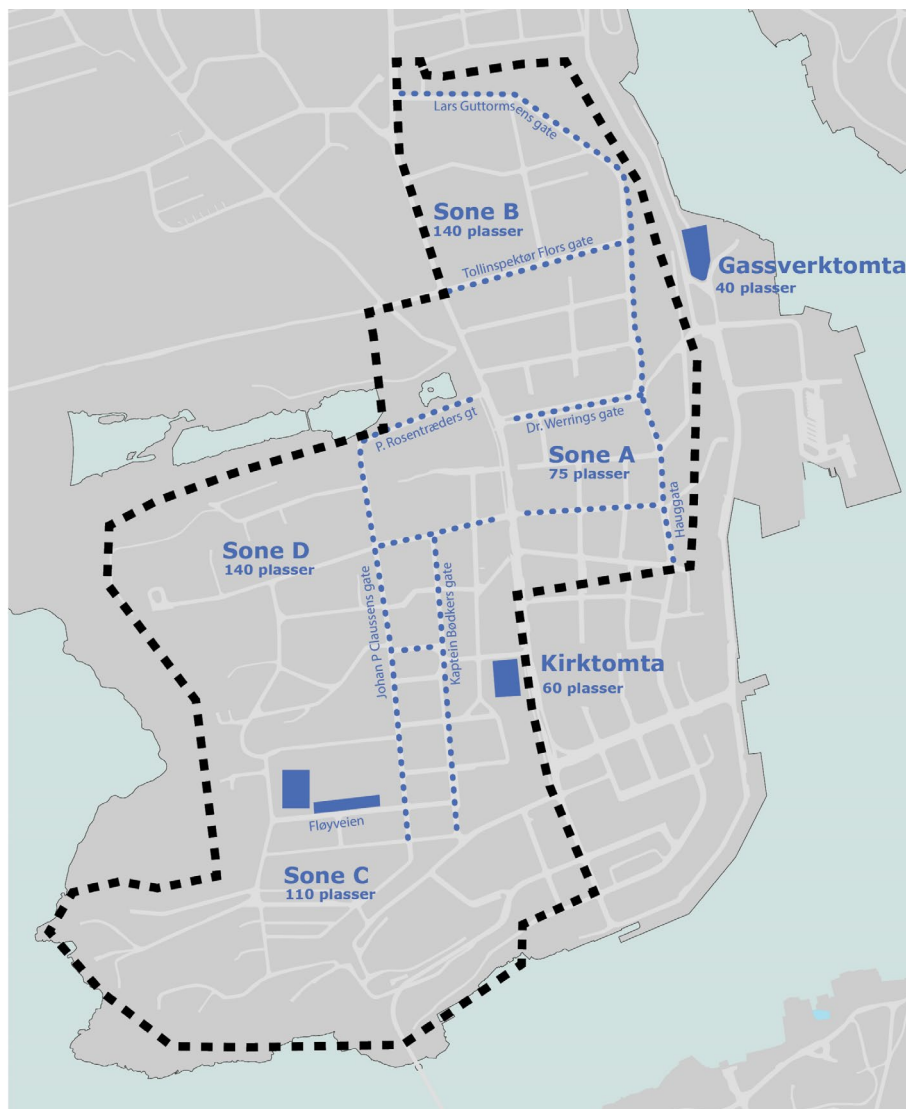 Lars Guttormsens gate
Sone B
140 plasser
Tollinspektør Flors gate
Gassverktomta
40 plasser
P. Rosentræders gt
Dr. Werrings gate
Sone A
75 plasser
Hauggata
Sone D
140 plasser
Johan P Claussens gate
Kaptein Bødkers gate
Kirktomta
60 plasser
Fløyveien
Sone C
110 plasser